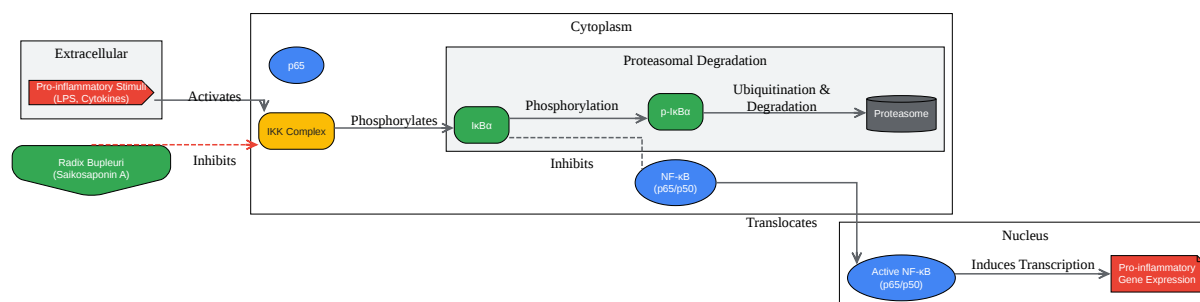 Cytoplasm
Extracellular
Pro-inflammatory Stimuli
(LPS, Cytokines)
Activates
p65
IKK Complex
Phosphorylates
Proteasomal Degradation
IκBα
Phosphorylation
p-IκBα
Ubiquitination &
Degradation
Proteasome
Radix Bupleuri
(Saikosaponin A)
Inhibits
Inhibits
NF-κB
(p65/p50)
Translocates
Nucleus
Active NF-κB
(p65/p50)
Induces Transcription
Pro-inflammatory
Gene Expression